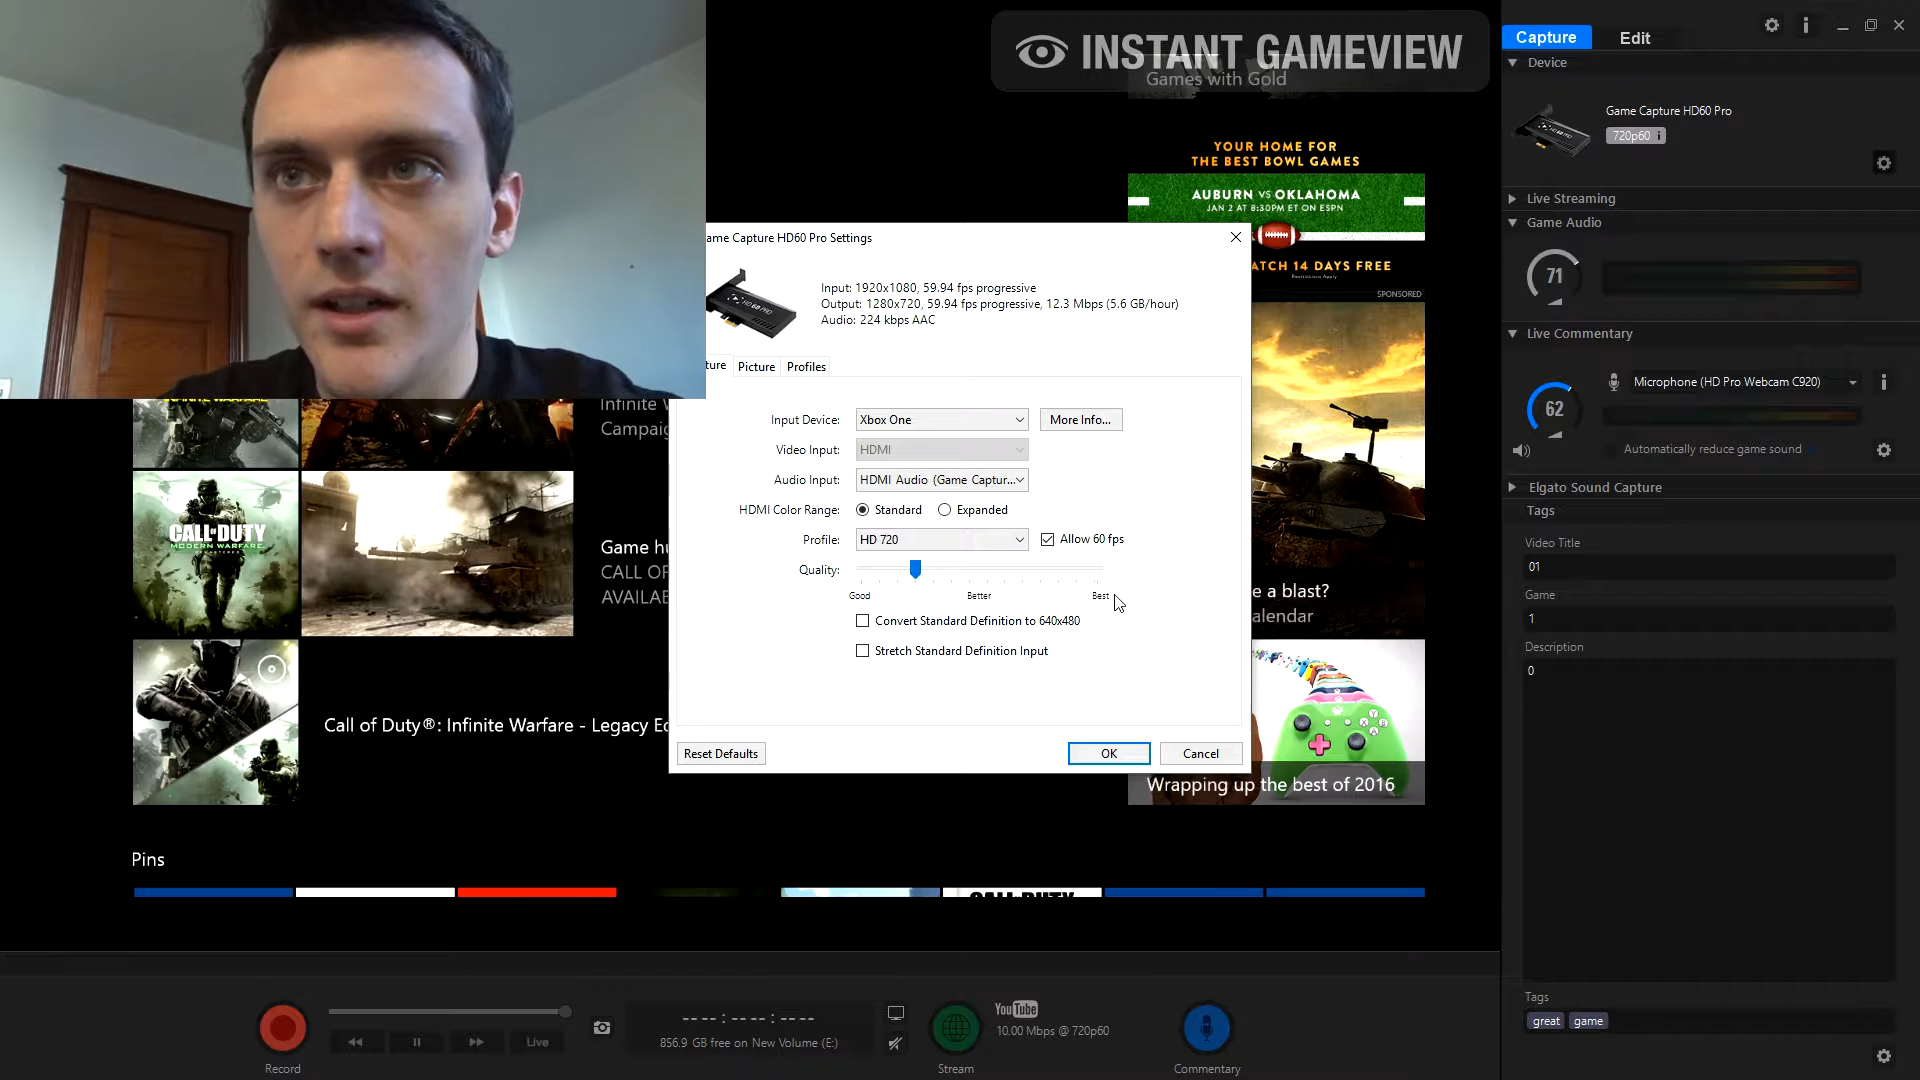 INSTANT GAMEVIEW
Games with Gold
Capture
Edit
Device
Game Capture HD60 Pro
720p60 i
Live Streaming
Game Audio
71
Live Commentary
62
Microphone (HD Pro Webcam C920)
Automatically reduce game sound
Elgato Sound Capture
Tags
Video Title
01
Game
1
Description
0
Tags
great
game
YOUR HOME FOR
THE BEST BOWL GAMES
AUBURN VS OKLAHOMA
JAN 2 AT 8:30PM ET ON ESPN
ATCH 14 DAYS FREE
SPONSORED
ame Capture HD60 Pro Settings
HD60 PRO
Input: 1920x1080, 59.94 fps progressive
Output: 1280x720, 59.94 fps progressive, 12.3 Mbps (5.6 GB/hour)
Audio: 224 kbps AAC
ture
Picture
Profiles
Input Device:
Xbox One
More Info...
Video Input:
HDMI
Audio Input:
HDMI Audio (Game Captur...
HDMI Color Range:
Standard
Expanded
Profile:
HD 720
Allow 60 fps
Quality:
Good
Better
Best
Convert Standard Definition to 640x480
Stretch Standard Definition Input
Reset Defaults
OK
Cancel
Infinite
Campaig
CALL OF DUTY
MODERN WARFARE
Game hu
CALL OF
AVAILAB
e a blast?
alendar
Call of Duty®: Infinite Warfare - Legacy Ed
Wrapping up the best of 2016
Pins
Record
Live
-- -- : -- -- : -- --
856.9 GB free on New Volume (E:)
YouTube
10.00 Mbps @ 720p60
Stream
Commentary